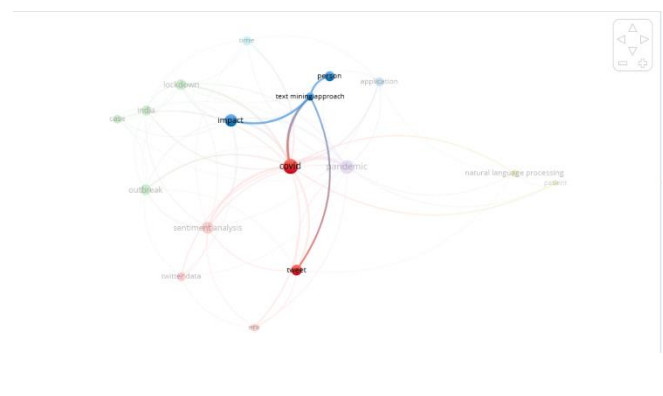 person
application
lockdown
text mining approach
india
case
impact
covid
pandemic
natural language processing
pattern
outbreak
sentiment analysis
tweet
twitter data